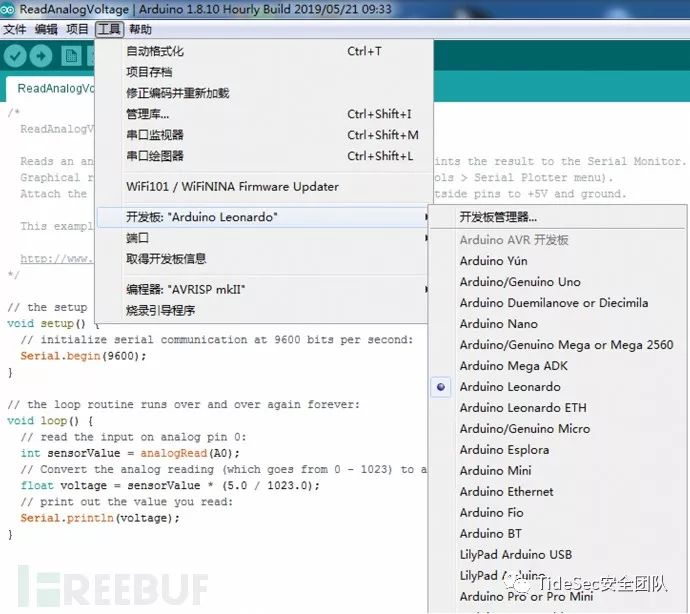 ReadAnalogVoltage | Arduino 1.8.10 Hourly Build 2019/05/21 09:33
文件 编辑 项目 工具 帮助
ReadAnalogVo
自动格式化 Ctrl+T
项目存档
修正编码并重新加载
管理库... Ctrl+Shift+I
串口监视器 Ctrl+Shift+M
串口绘图器 Ctrl+Shift+L
WiFi101 / WiFiNINA Firmware Updater
开发板: "Arduino Leonardo"
端口
取得开发板信息
编程器: "AVRISP mkII"
烧录引导程序
开发板管理器...
Arduino AVR 开发板
Arduino Yún
Arduino/Genuino Uno
Arduino Duemilanove or Diecimila
Arduino Nano
Arduino/Genuino Mega or Mega 2560
Arduino Mega ADK
Arduino Leonardo
Arduino Leonardo ETH
Arduino/Genuino Micro
Arduino Esplora
Arduino Mini
Arduino Ethernet
Arduino Fio
Arduino BT
LilyPad Arduino USB
LilyPad Arduino
Arduino Pro or Pro Mini
/*
ReadAnalogV
Reads an an ints the result to the Serial Monitor.
Graphical r ols > Serial Plotter menu).
Attach the tside pins to +5V and ground.
This exampl
http://www.
*/
// the setup
void setup() {
// initialize serial communication at 9600 bits per second:
Serial.begin(9600);
}
// the loop routine runs over and over again forever:
void loop() {
// read the input on analog pin 0:
int sensorValue = analogRead(A0);
// Convert the analog reading (which goes from 0 - 1023) to a
float voltage = sensorValue * (5.0 / 1023.0);
// print out the value you read:
Serial.println(voltage);
}
FREEBUF
TideSec安全团队